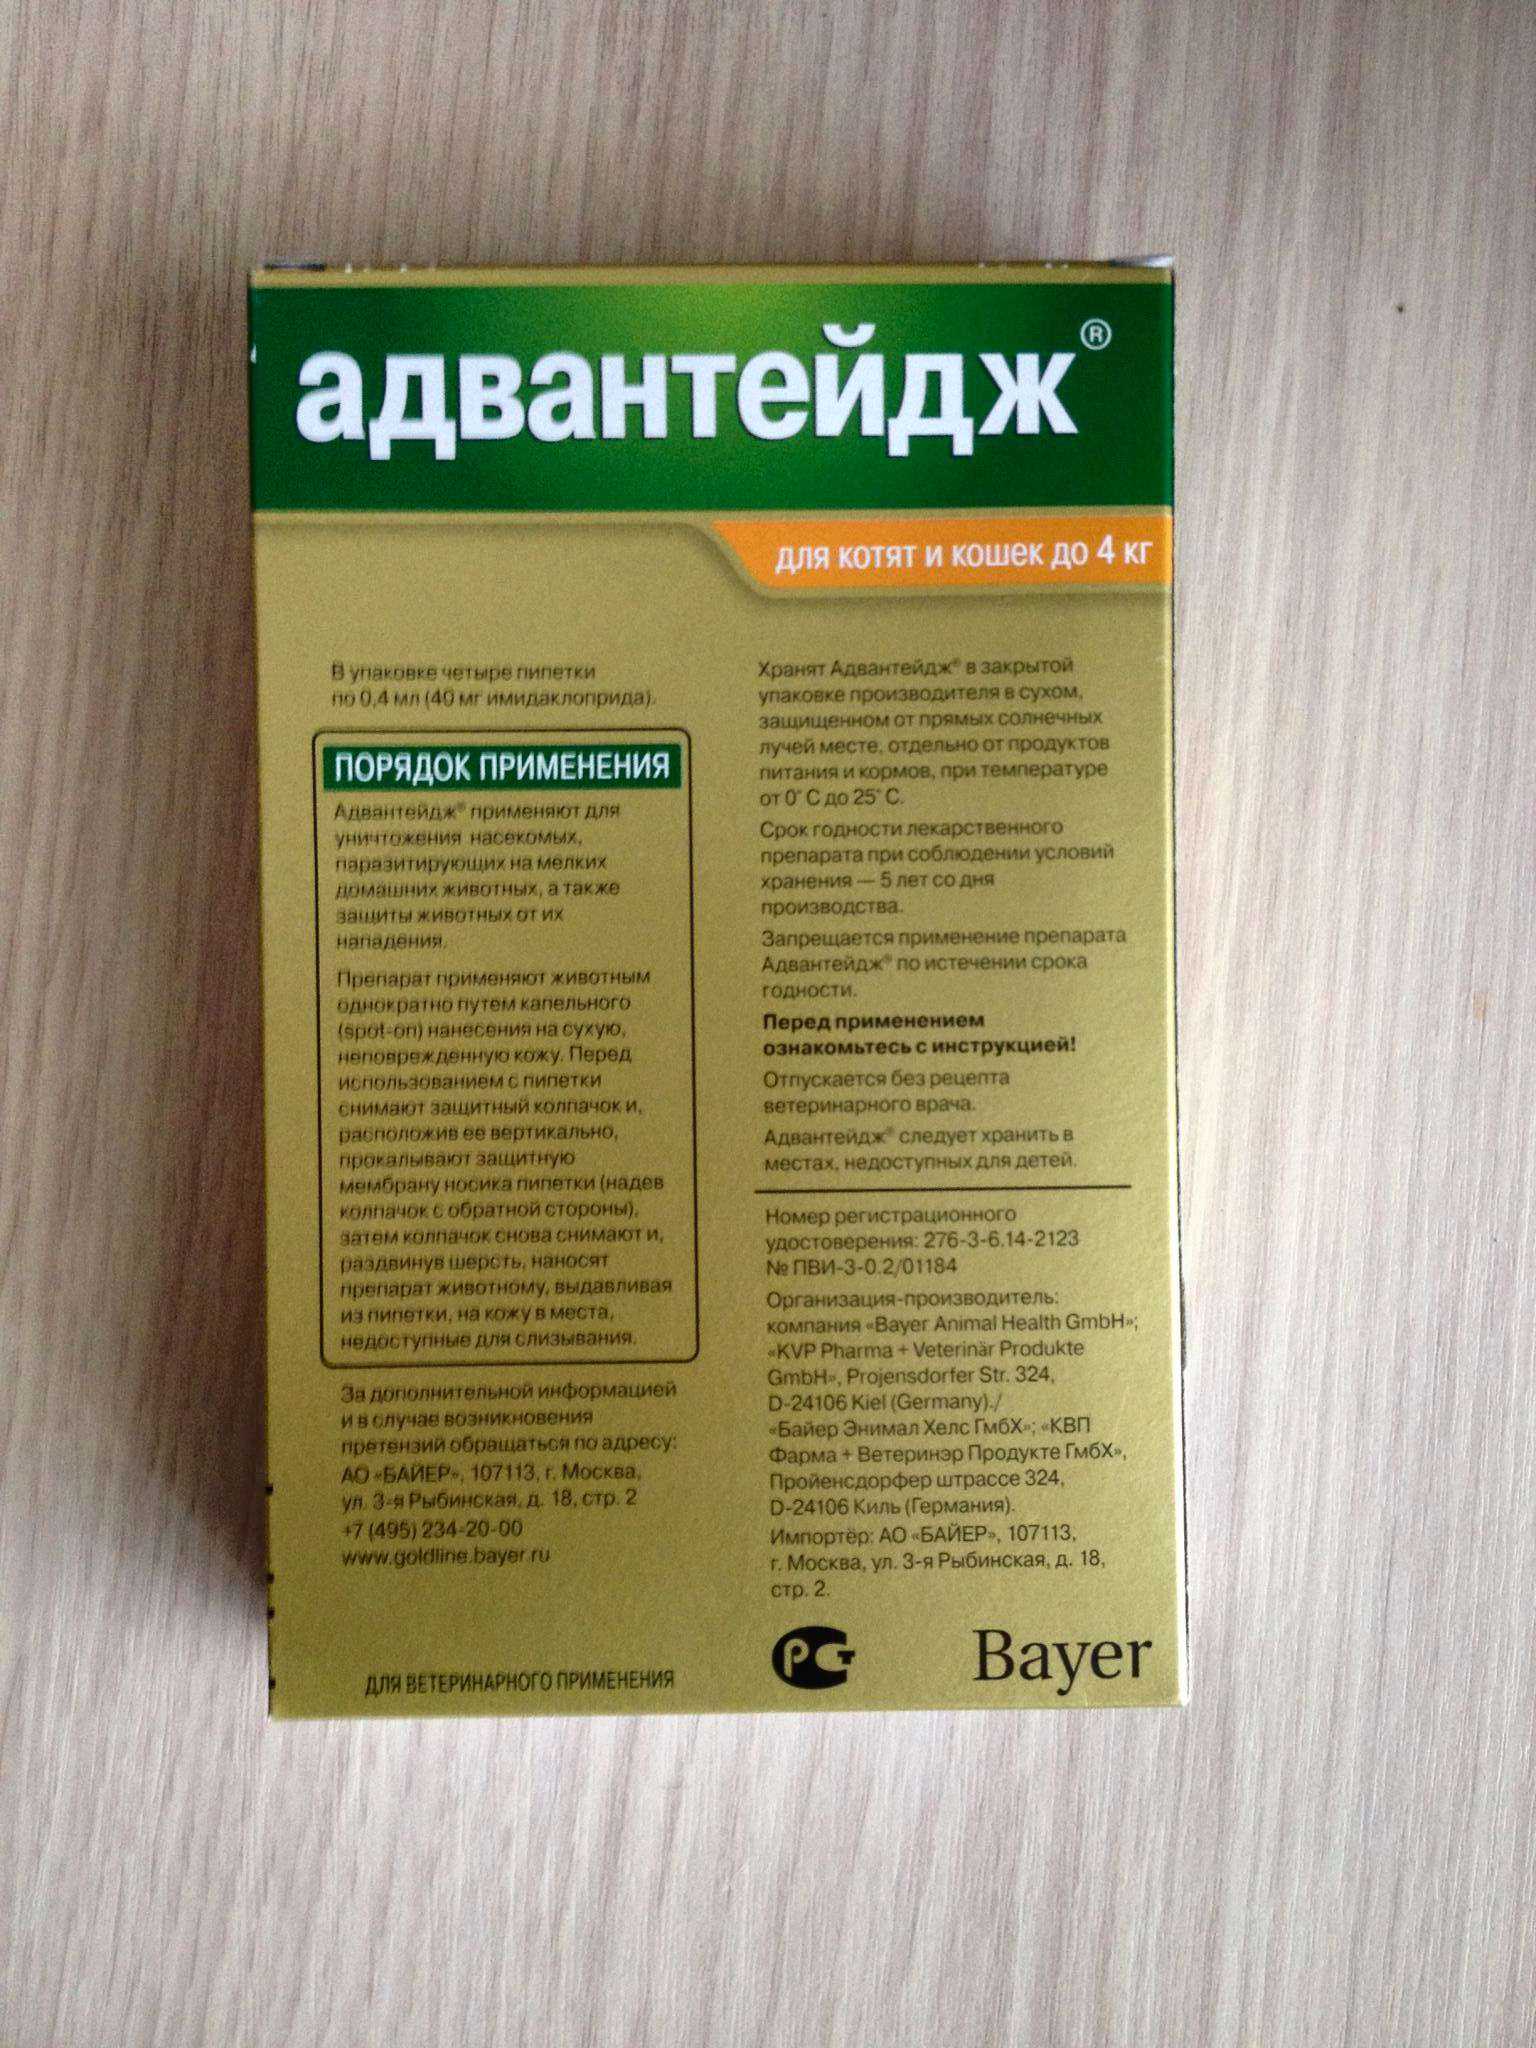 адвантейдж®
для котят и кошек до 4 кг
В упаковке четыре пипетки
по 0,4 мл (40 мг имидаклоприда).
ПОРЯДОК ПРИМЕНЕНИЯ
Адвантейдж® применяют для
уничтожения насекомых,
паразитирующих на мелких
домашних животных, а также
защиты животных от их
нападения.
Препарат применяют животным
однократно путем капельного
(spot-on) нанесения на сухую,
неповрежденную кожу. Перед
использованием с пипетки
снимают защитный колпачок и,
расположив ее вертикально,
прокалывают защитную
мембрану носика пипетки (надев
колпачок с обратной стороны),
затем колпачок снова снимают и,
раздвинув шерсть, наносят
препарат животному, выдавливая
из пипетки, на кожу в места,
недоступные для слизывания.
За дополнительной информацией
и в случае возникновения
претензий обращаться по адресу:
АО «БАЙЕР», 107113, г. Москва,
ул. 3-я Рыбинская, д. 18, стр. 2
+7 (495) 234-20-00
www.goldline.bayer.ru
ДЛЯ ВЕТЕРИНАРНОГО ПРИМЕНЕНИЯ
Хранят Адвантейдж® в закрытой
упаковке производителя в сухом,
защищенном от прямых солнечных
лучей месте, отдельно от продуктов
питания и кормов, при температуре
от 0° С до 25° С.
Срок годности лекарственного
препарата при соблюдении условий
хранения — 5 лет со дня
производства.
Запрещается применение препарата
Адвантейдж® по истечении срока
годности.
Перед применением
ознакомьтесь с инструкцией!
Отпускается без рецепта
ветеринарного врача.
Адвантейдж® следует хранить в
местах, недоступных для детей.
Номер регистрационного
удостоверения: 276-3-6.14-2123
№ ПВИ-3-0.2/01184
Организация-производитель:
компания «Bayer Animal Health GmbH»;
«KVP Pharma + Veterinär Produkte
GmbH», Projensdorfer Str. 324,
D-24106 Kiel (Germany)./
«Байер Энимал Хелс ГмбХ»; «КВП
Фарма + Ветеринэр Продукте ГмбХ»,
Пройенсдорфер штрассе 324,
D-24106 Киль (Германия).
Импортёр: АО «БАЙЕР», 107113,
г. Москва, ул. 3-я Рыбинская, д. 18,
стр. 2.
РСТ
Bayer